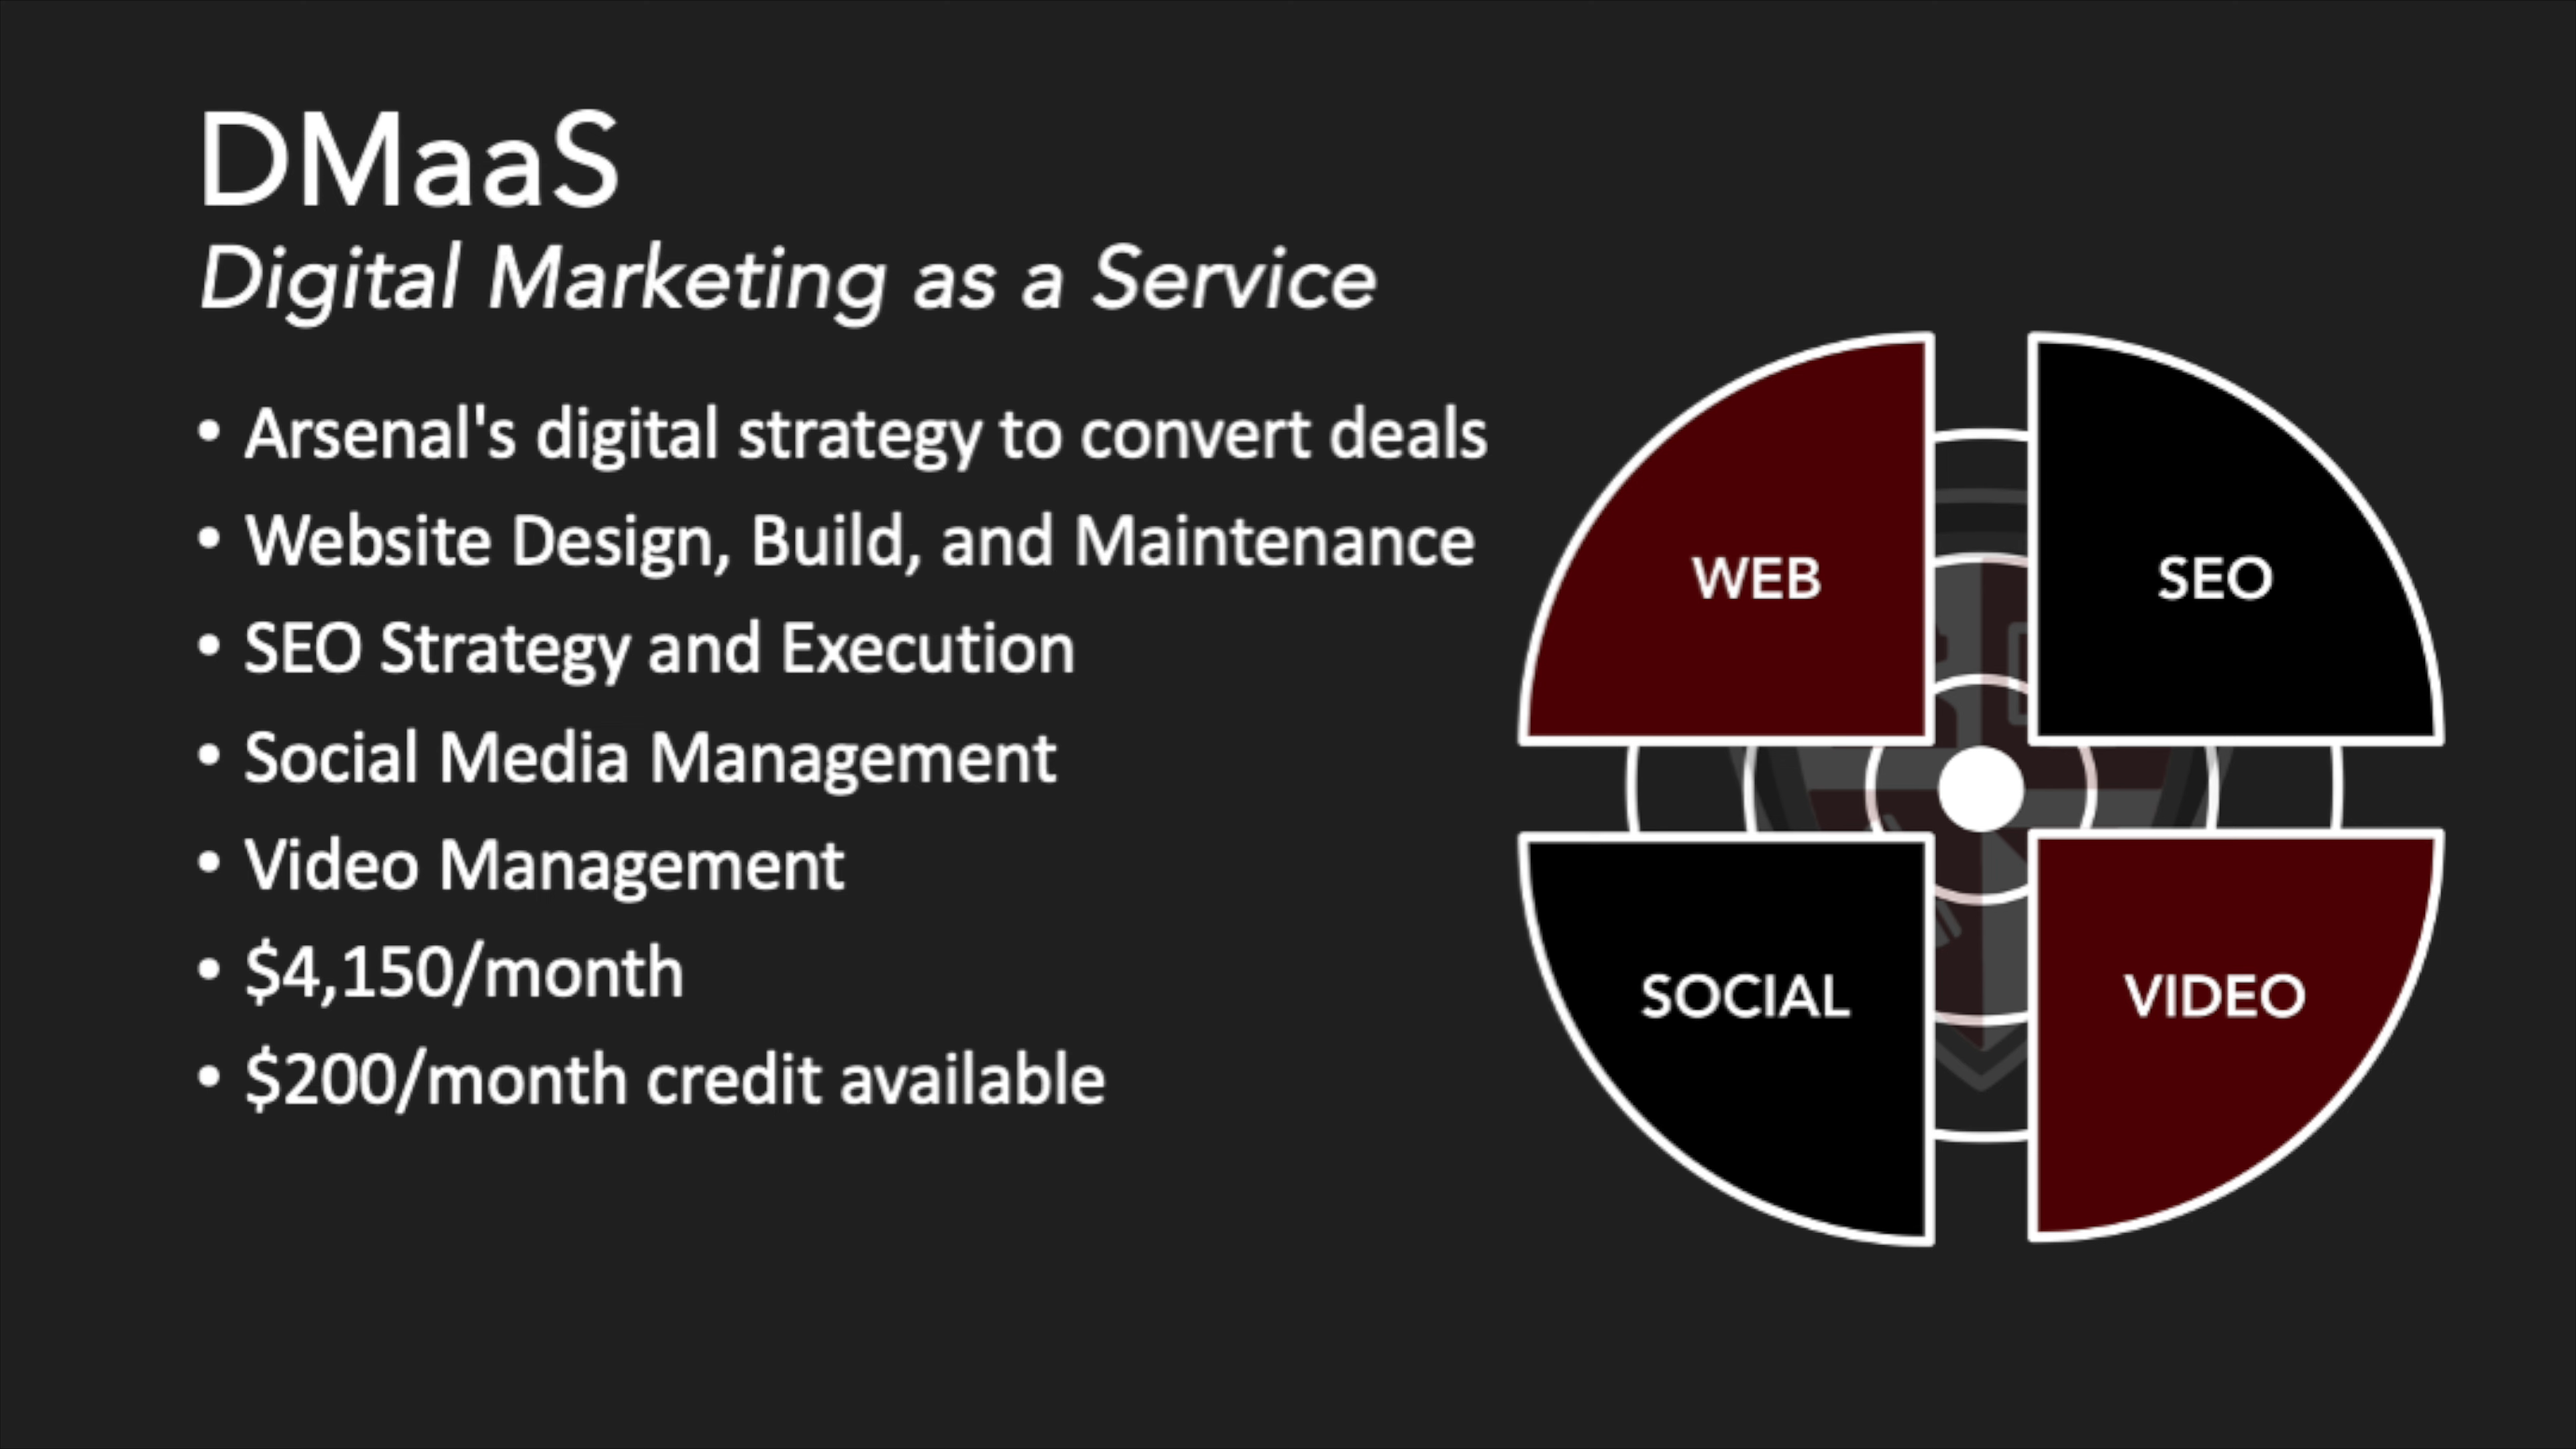 DMaaS
Digital Marketing as a Service
• Arsenal's digital strategy to convert deals
• Website Design, Build, and Maintenance
• SEO Strategy and Execution
• Social Media Management
• Video Management
• $4,150/month
• $200/month credit available
WEB
SEO
SOCIAL
VIDEO